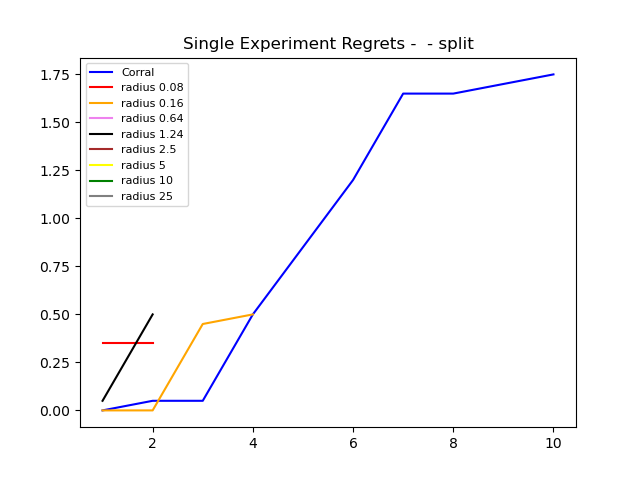 Single Experiment Regrets -  - split
Corral
radius 0.08
radius 0.16
radius 0.64
radius 1.24
radius 2.5
radius 5
radius 10
radius 25
1.75
1.50
1.25
1.00
0.75
0.50
0.25
0.00
2 4 6 8 10